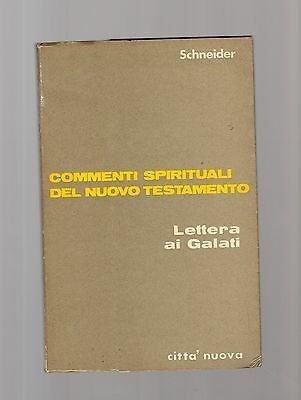 Schneider
COMMENTI SPIRITUALI
DEL NUOVO TESTAMENTO
Lettera
ai Galati
citta' nuova